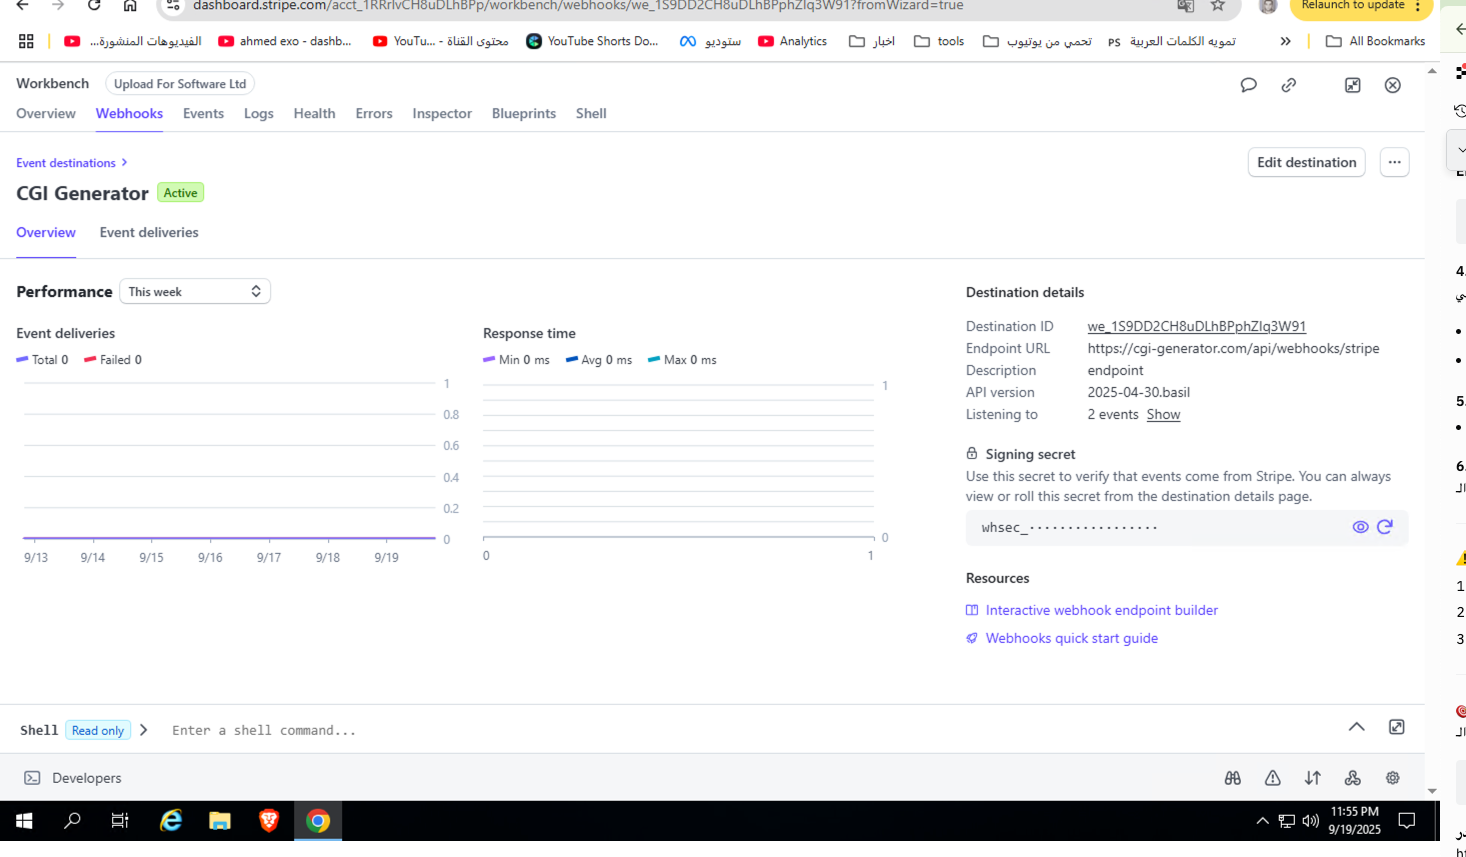 dashboard.stripe.com/acct_1RRrlvCH8uDLhBPp/workbench/webhooks/we_1S9DD2CH8uDLhBPphZlq3W91?fromWizard=true
Relaunch to update
الفيديوهات المنشورة...
ahmed exo - dashb...
YouTu... - محتوى القناة
YouTube Shorts Do...
ستوديو
Analytics
اخبار
tools
تحمي من يوتيوب
PS تمويه الكلمات العربية
»
All Bookmarks
Workbench
Upload For Software Ltd
Overview
Webhooks
Events
Logs
Health
Errors
Inspector
Blueprints
Shell
Event destinations
Edit destination
CGI Generator
Active
Overview
Event deliveries
Performance
This week
Event deliveries
Total 0
Failed 0
1
0.8
0.6
0.4
0.2
0
9/13
9/14
9/15
9/16
9/17
9/18
9/19
Response time
Min 0 ms
Avg 0 ms
Max 0 ms
1
0
0
1
Destination details
Destination ID we_1S9DD2CH8uDLhBPphZlq3W91
Endpoint URL https://cgi-generator.com/api/webhooks/stripe
Description endpoint
API version 2025-04-30.basil
Listening to 2 events Show
Signing secret
Use this secret to verify that events come from Stripe. You can always
view or roll this secret from the destination details page.
whsec_·················
Resources
Interactive webhook endpoint builder
Webhooks quick start guide
Shell Read only
Enter a shell command...
Developers
11:55 PM
9/19/2025
4.
5.
6.
1
2
3